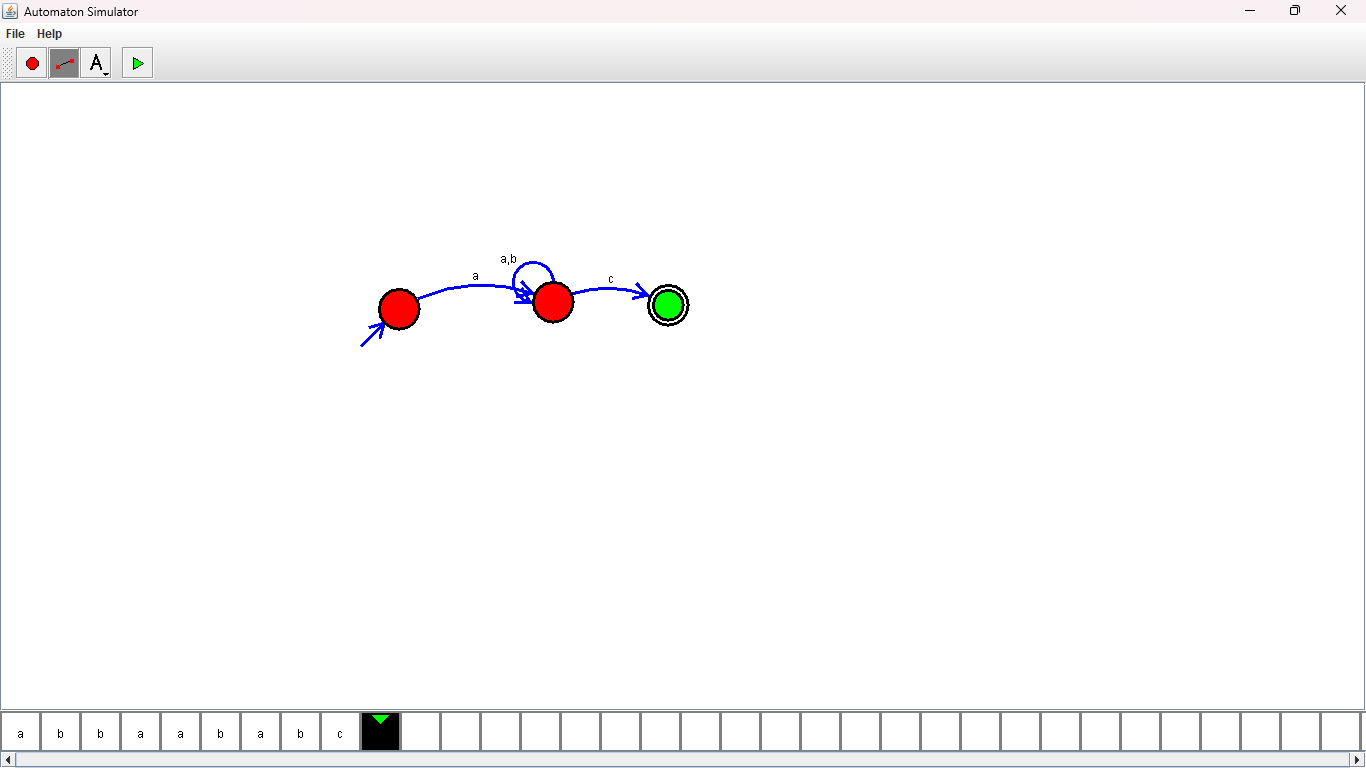 Automaton Simulator
File Help
A
a,b
a
c
a b b a a b a b c